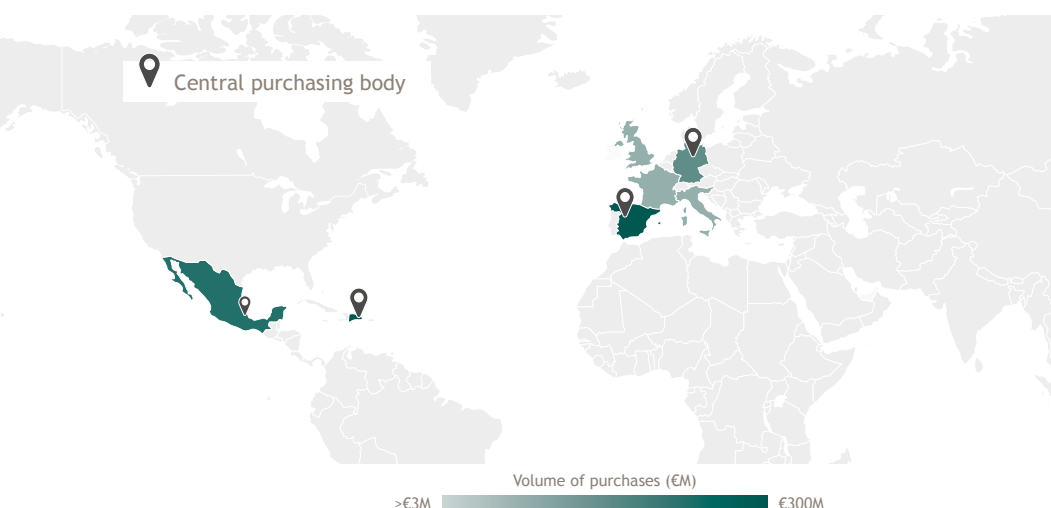 Central purchasing body
Volume of purchases (€M)
>€3M
€300M